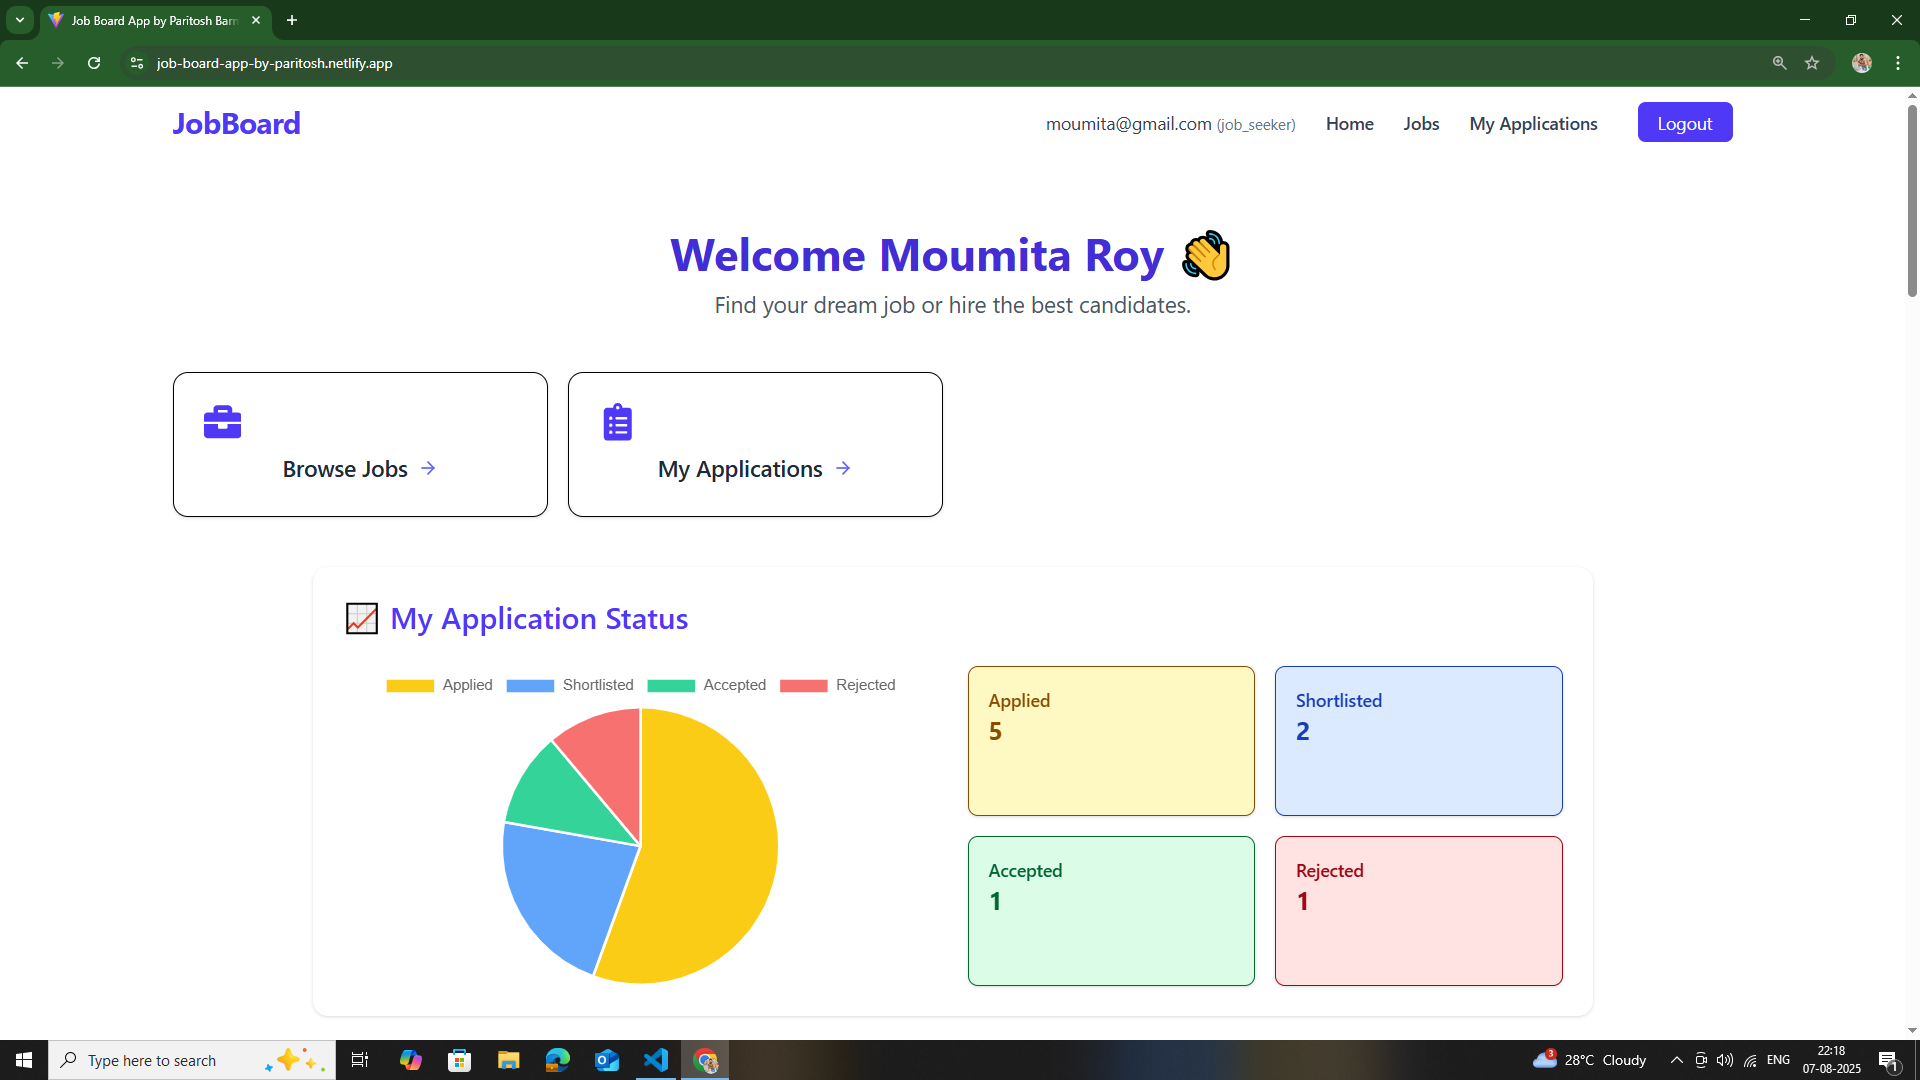 Job Board App by Paritosh Barn
job-board-app-by-paritosh.netlify.app
JobBoard
moumita@gmail.com (job_seeker)
Home
Jobs
My Applications
Logout
Welcome Moumita Roy 👋
Find your dream job or hire the best candidates.
Browse Jobs →
My Applications →
My Application Status
Applied Shortlisted Accepted Rejected
Applied
5
Shortlisted
2
Accepted
1
Rejected
1
Type here to search
3
28°C Cloudy
ENG
22:18
07-08-2025
1